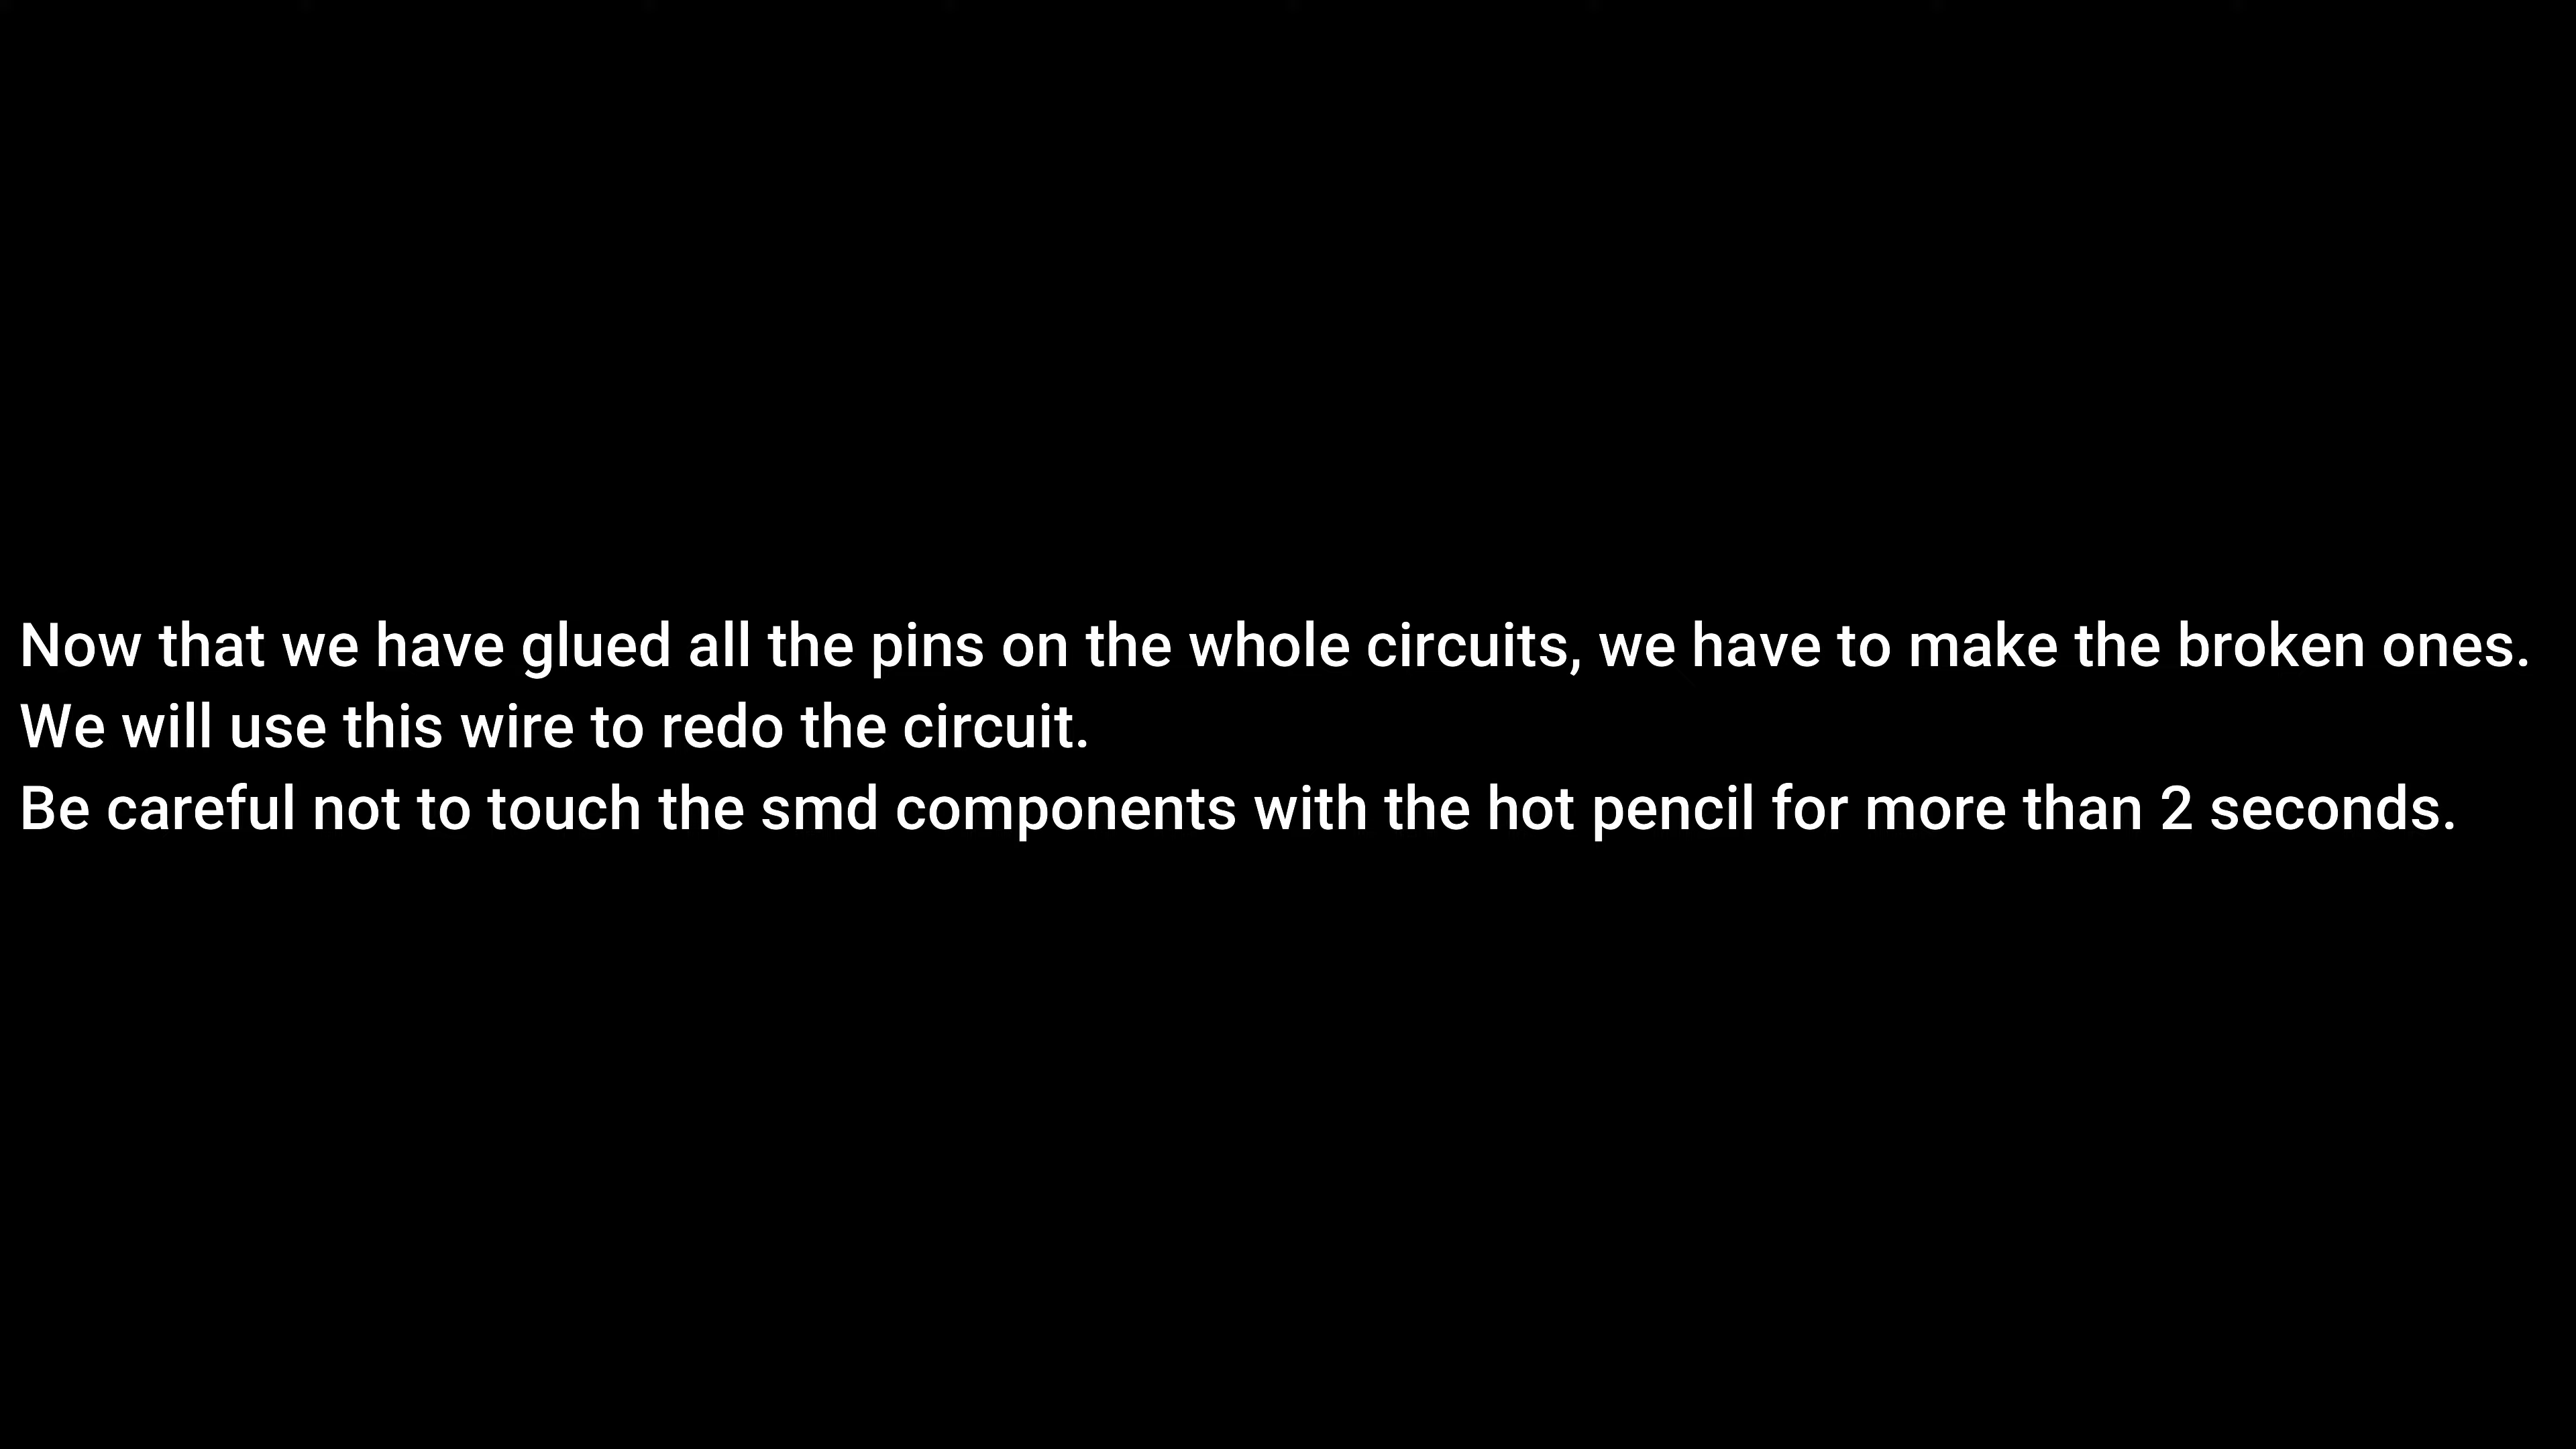 Now that we have glued all the pins on the whole circuits, we have to make the broken ones.
We will use this wire to redo the circuit.
Be careful not to touch the smd components with the hot pencil for more than 2 seconds.